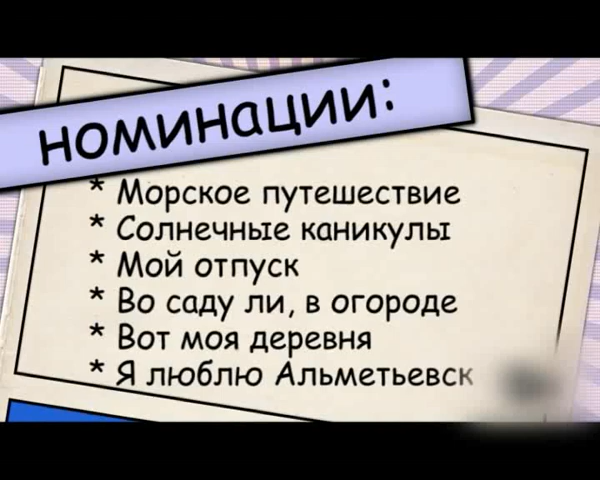 номинации:
* Морское путешествие
* Солнечные каникулы
* Мой отпуск
* Во саду ли, в огороде
* Вот моя деревня
* Я люблю Альметьевск